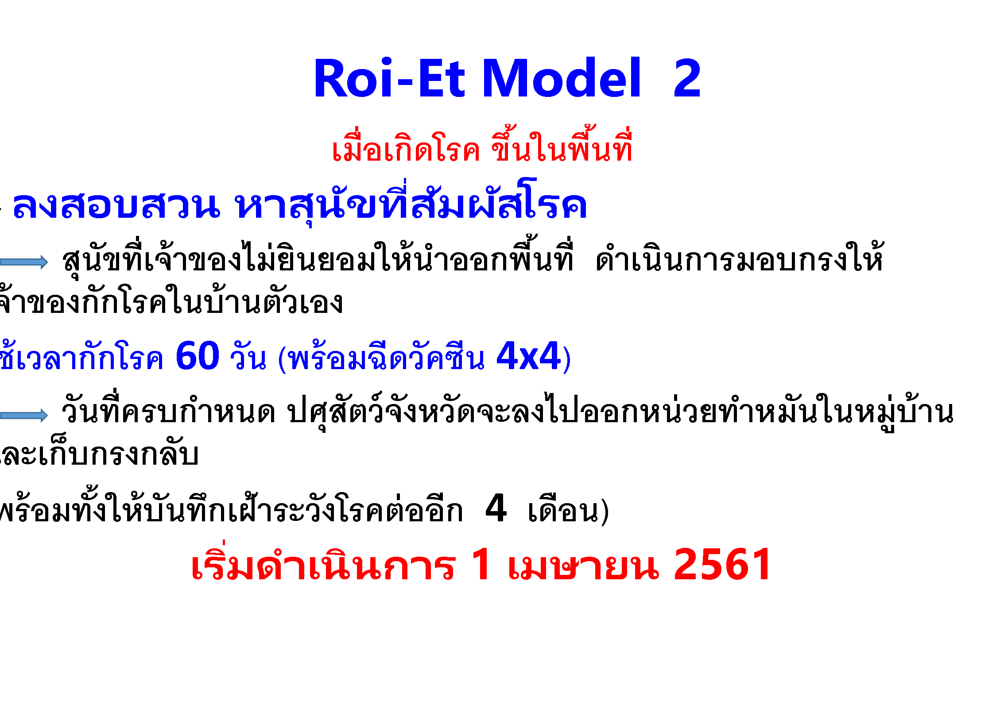 Roi-Et Model 2
เมื่อเกิดโรค ขึ้นในพื้นที่
- ลงสอบสวน หาสุนัขที่สัมผัสโรค
สุนัขที่เจ้าของไม่ยินยอมให้นำออกพื้นที่ ดำเนินการมอบกรงให้
จ้าของกักโรคในบ้านตัวเอง
ช้เวลากักโรค 60 วัน (พร้อมฉีดวัคซีน 4x4)
วันที่ครบกำหนด ปศุสัตว์จังหวัดจะลงไปออกหน่วยทำหมันในหมู่บ้าน
ละเก็บกรงกลับ
พร้อมทั้งให้บันทึกเฝ้าระวังโรคต่ออีก 4 เดือน)
เริ่มดำเนินการ 1 เมษายน 2561